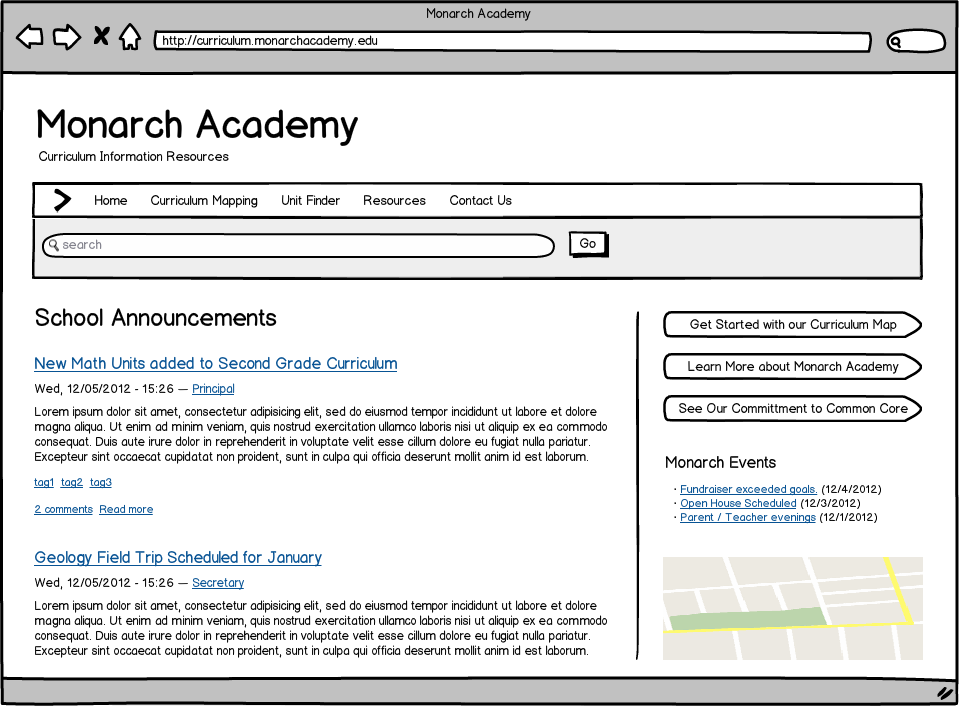 Monarch Academy
http://curriculum.monarchacademy.edu
Monarch Academy
Curriculum Information Resources
Home Curriculum Mapping Unit Finder Resources Contact Us
search Go
School Announcements
New Math Units added to Second Grade Curriculum
Wed, 12/05/2012 - 15:26 — Principal
Lorem ipsum dolor sit amet, consectetur adipisicing elit, sed do eiusmod tempor incididunt ut labore et dolore
magna aliqua. Ut enim ad minim veniam, quis nostrud exercitation ullamco laboris nisi ut aliquip ex ea commodo
consequat. Duis aute irure dolor in reprehenderit in voluptate velit esse cillum dolore eu fugiat nulla pariatur.
Excepteur sint occaecat cupidatat non proident, sunt in culpa qui officia deserunt mollit anim id est laborum.
tag1 tag2 tag3
2 comments Read more
Geology Field Trip Scheduled for January
Wed, 12/05/2012 - 15:26 — Secretary
Lorem ipsum dolor sit amet, consectetur adipisicing elit, sed do eiusmod tempor incididunt ut labore et dolore
magna aliqua. Ut enim ad minim veniam, quis nostrud exercitation ullamco laboris nisi ut aliquip ex ea commodo
consequat. Duis aute irure dolor in reprehenderit in voluptate velit esse cillum dolore eu fugiat nulla pariatur.
Excepteur sint occaecat cupidatat non proident, sunt in culpa qui officia deserunt mollit anim id est laborum.
Get Started with our Curriculum Map
Learn More about Monarch Academy
See Our Committment to Common Core
Monarch Events
· Fundraiser exceeded goals. (12/4/2012)
· Open House Scheduled (12/3/2012)
· Parent / Teacher evenings (12/1/2012)